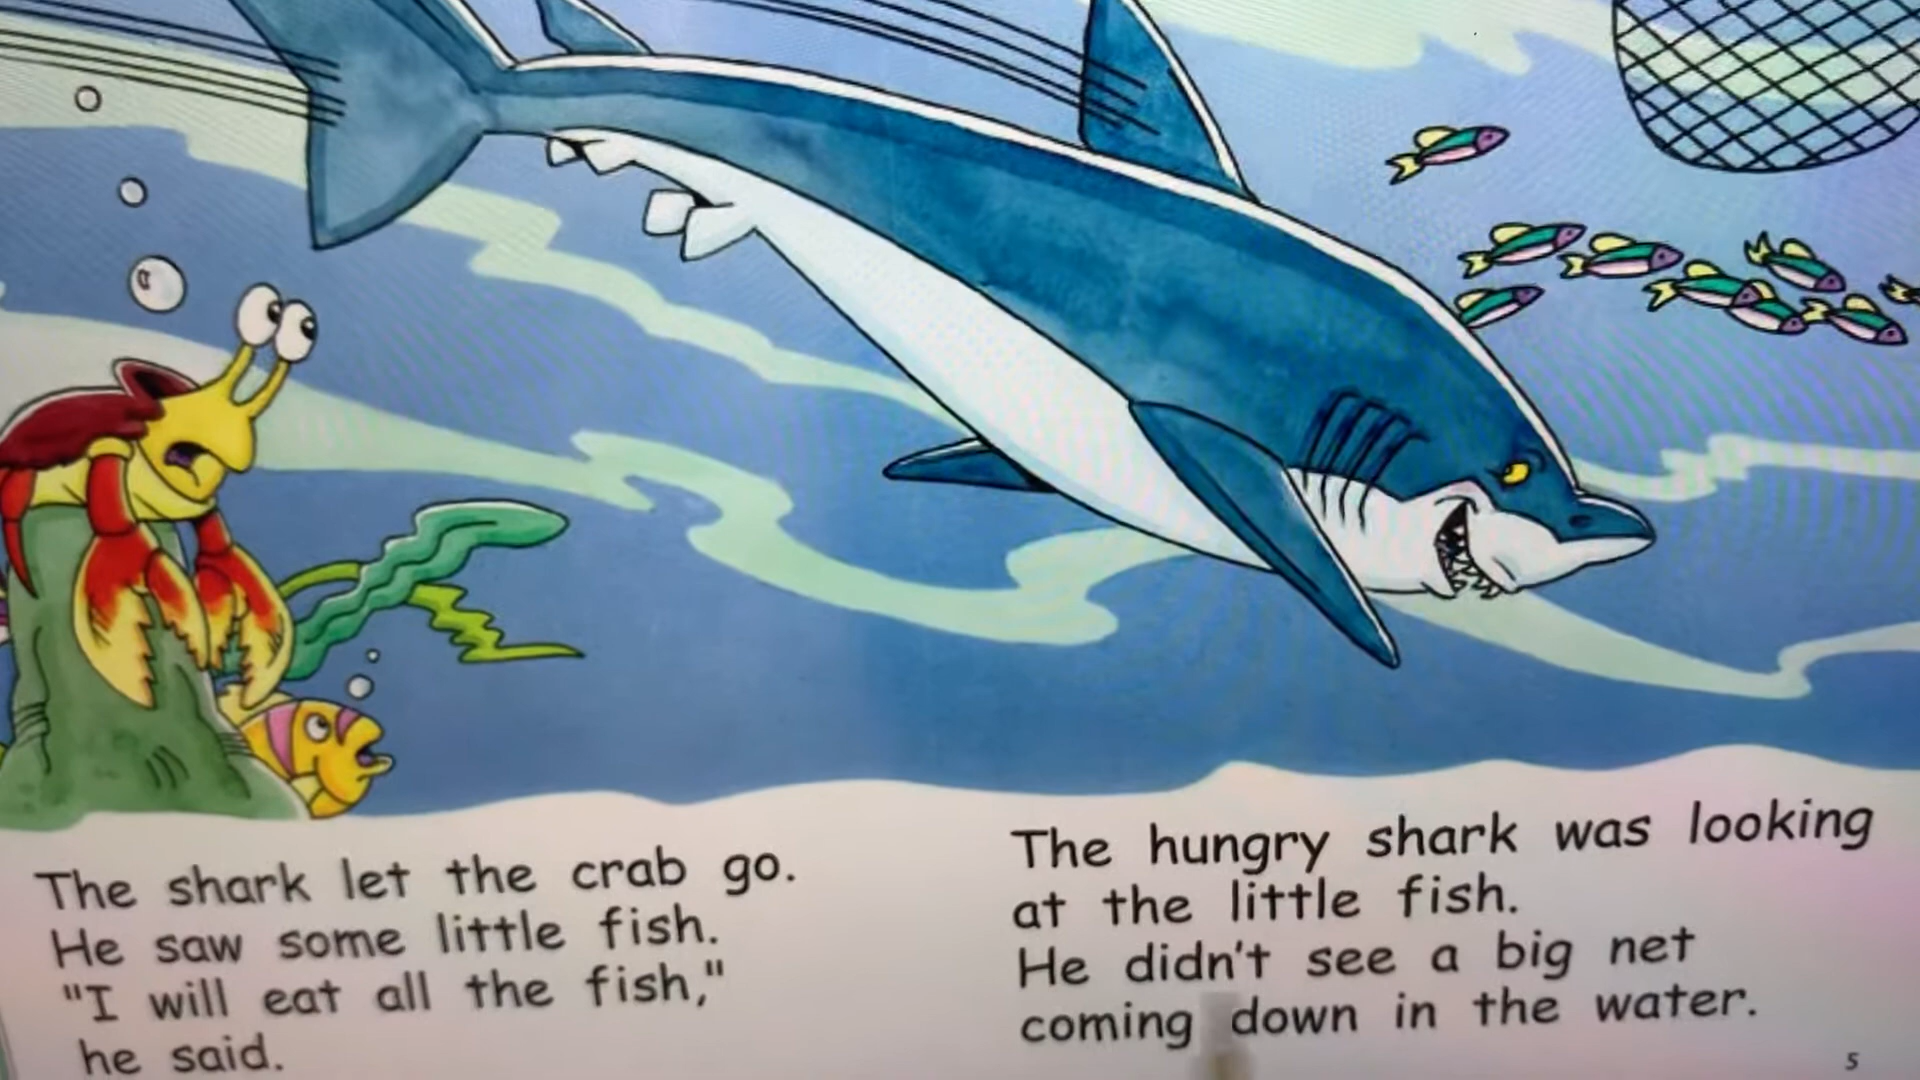 The shark let the crab go.
He saw some little fish.
"I will eat all the fish,"
he said.
The hungry shark was looking
at the little fish.
He didn't see a big net
coming down in the water.
5